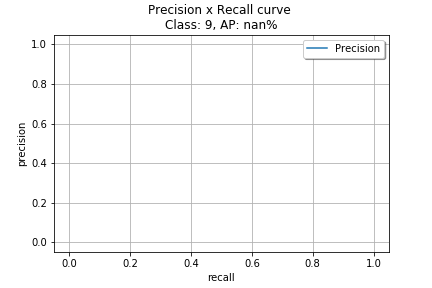 Precision x Recall curve
Class: 9, AP: nan%
Precision
1.0
0.8
0.6
0.4
0.2
0.0
precision
0.0 0.2 0.4 0.6 0.8 1.0
recall